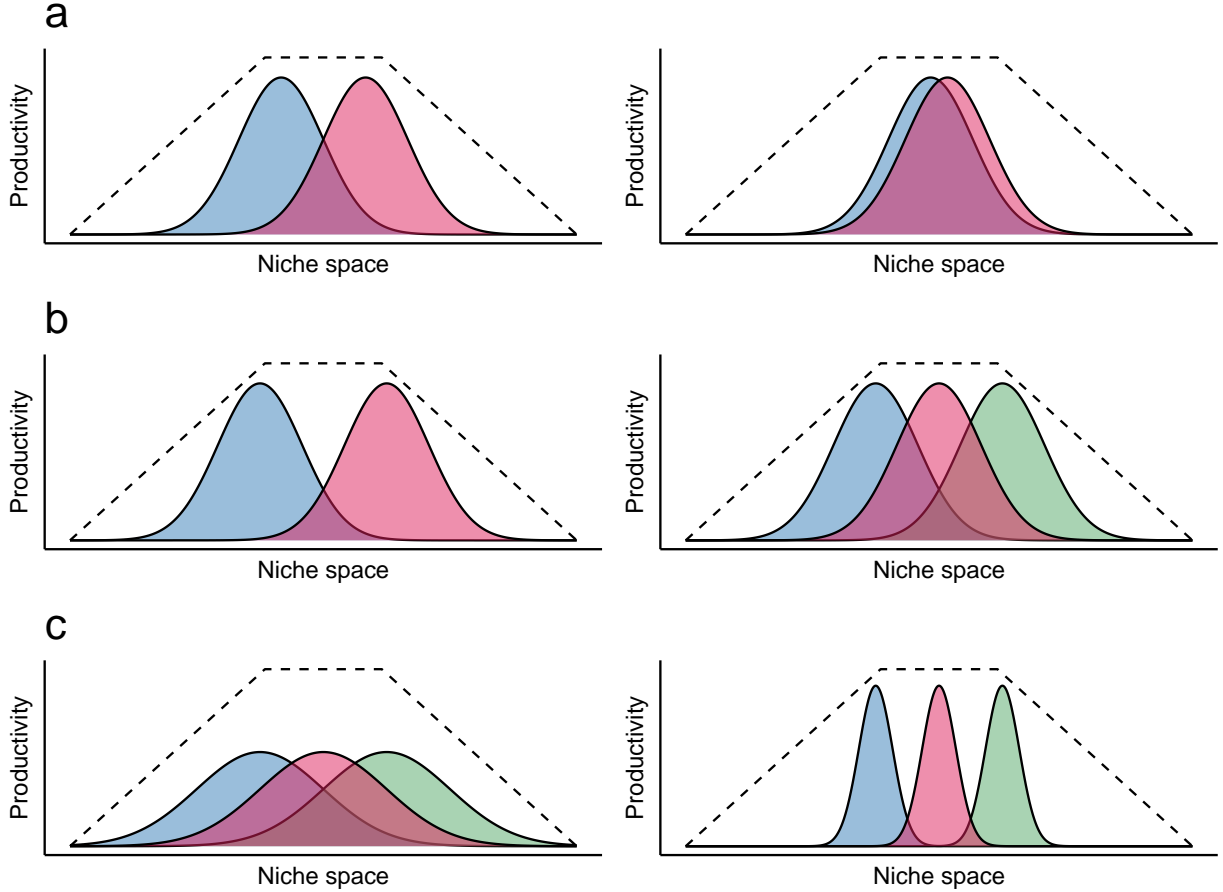 a
Productivity
Niche space
Productivity
Niche space
b
Productivity
Niche space
Productivity
Niche space
c
Productivity
Niche space
Productivity
Niche space